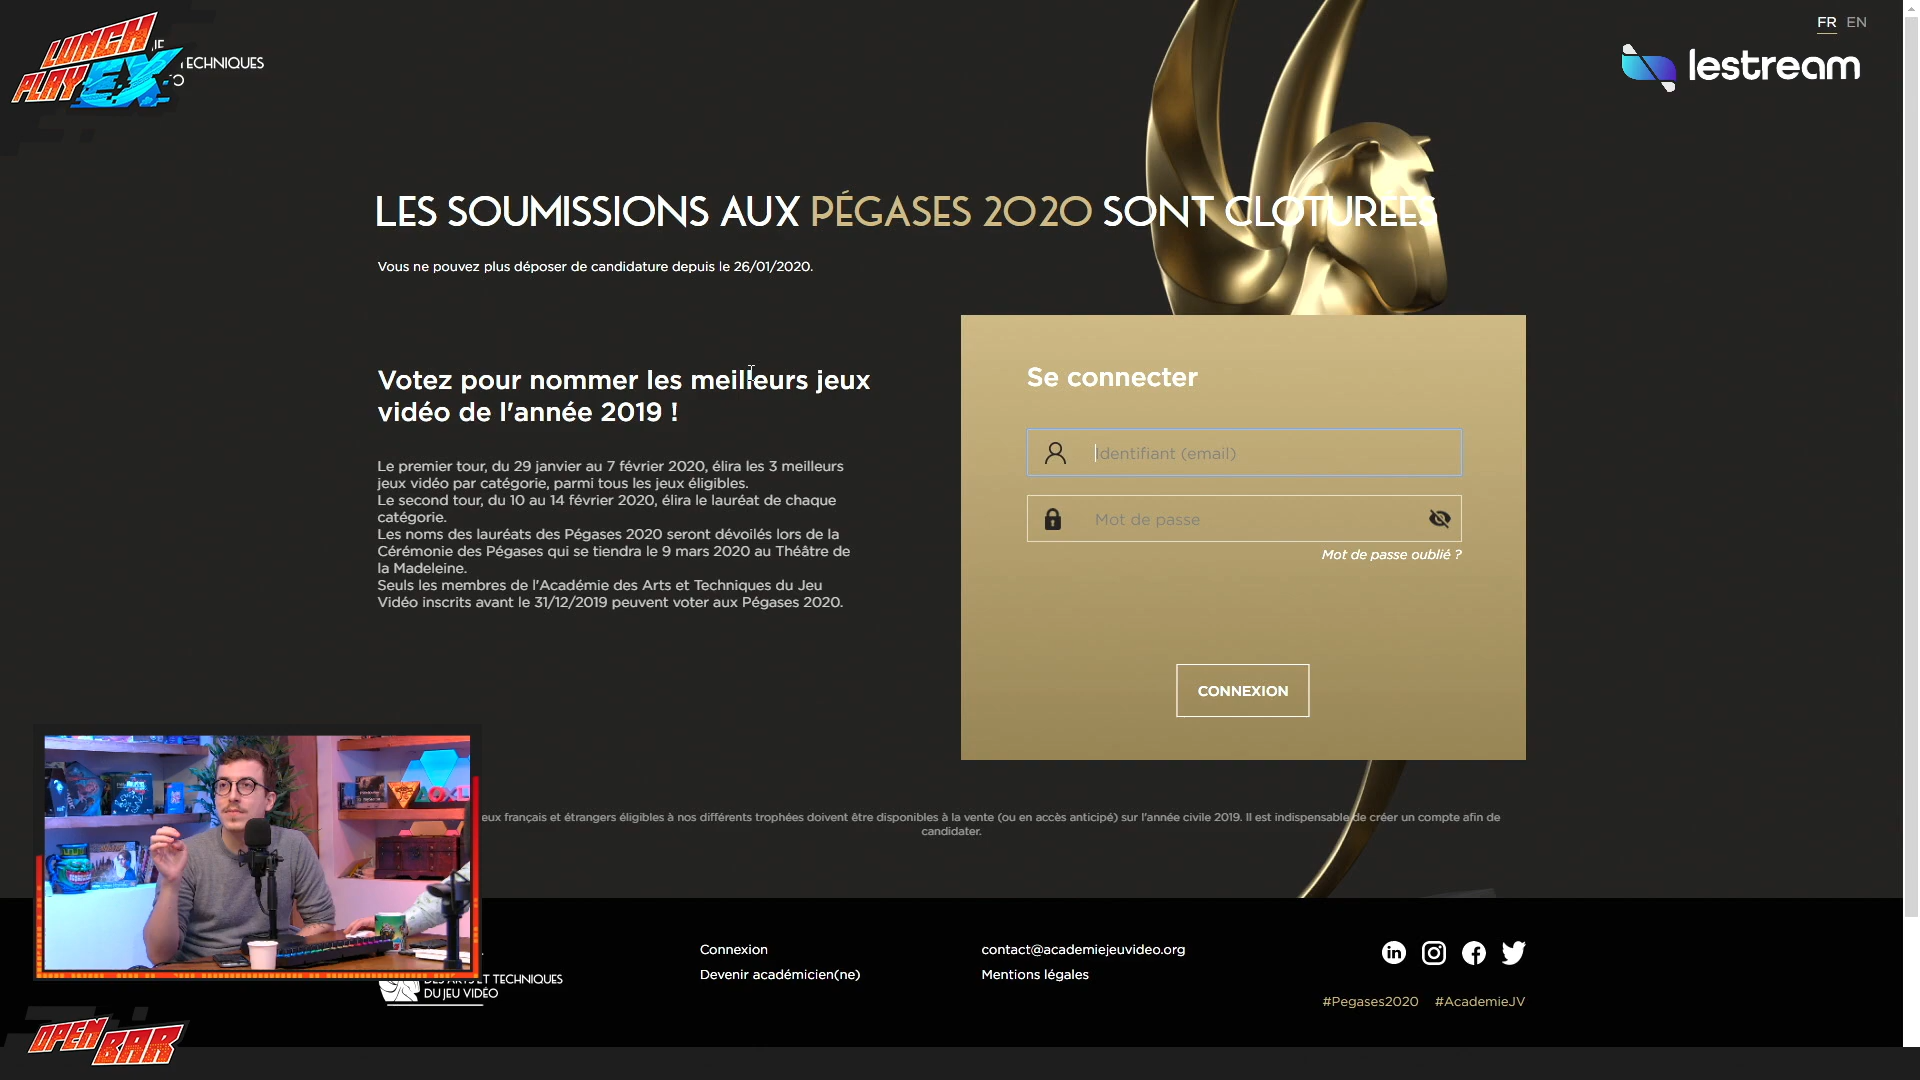 FR EN
LUNCH
PLAY EX
TECHNIQUES
lestream
LES SOUMISSIONS AUX PÉGASES 2020 SONT CLOTURÉES
Vous ne pouvez plus déposer de candidature depuis le 26/01/2020.
Votez pour nommer les meilleurs jeux
vidéo de l'année 2019 !
Le premier tour, du 29 janvier au 7 février 2020, élira les 3 meilleurs
jeux vidéo par catégorie, parmi tous les jeux éligibles.
Le second tour, du 10 au 14 février 2020, élira le lauréat de chaque
catégorie.
Les noms des lauréats des Pégases 2020 seront dévoilés lors de la
Cérémonie des Pégases qui se tiendra le 9 mars 2020 au Théâtre de
la Madeleine.
Seuls les membres de l'Académie des Arts et Techniques du Jeu
Vidéo inscrits avant le 31/12/2019 peuvent voter aux Pégases 2020.
Se connecter
Identifiant (email)
Mot de passe
Mot de passe oublié ?
CONNEXION
eux français et étrangers éligibles à nos différents trophées doivent être disponibles à la vente (ou en accès anticipé) sur l'année civile 2019. Il est indispensable de créer un compte afin de
candidater.
DES ARTS ET TECHNIQUES
DU JEU VIDÉO
Connexion
Devenir académicien(ne)
contact@academiejeuvideo.org
Mentions légales
#Pegases2020 #AcademieJV
OPEN
BAR